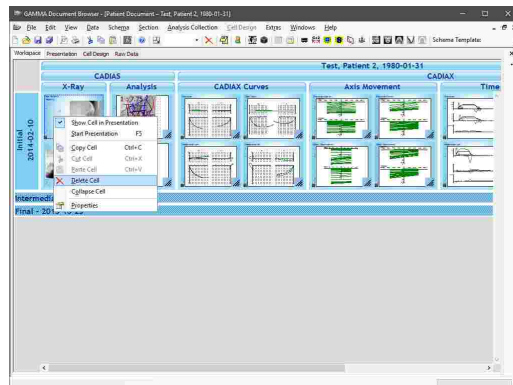 GAMMA Document Browser - [Patient Document - Test, Patient 2, 1980-01-31]
File Edit View Data Schema Section Analysis Collection Cell Design Extras Windows Help
Schema Template:
Workspace Presentation Cell Design Raw Data
Test, Patient 2, 1980-01-31
CADIAS CADIAX
X-Ray Analysis CADIAX Curves Axis Movement Time
Initial
2014-02-10
Show Cell in Presentation
Start Presentation F5
Copy Cell Ctrl+C
Cut Cell Ctrl+X
Paste Cell Ctrl+V
Delete Cell
Collapse Cell
Properties
Intermedi
Final - 2015-10-25